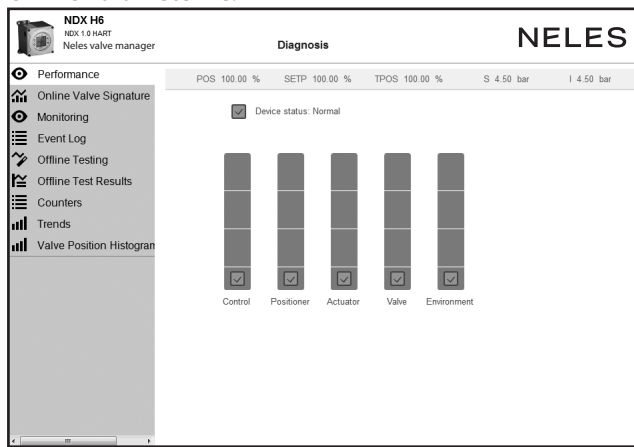 NDX H6
NDX 1.0 HART
Neles valve manager
Diagnosis
NELES
Performance
Online Valve Signature
Monitoring
Event Log
Offline Testing
Offline Test Results
Counters
Trends
Valve Position Histogram
POS 100.00 % SETP 100.00 % TPOS 100.00 % S 4.50 bar I 4.50 bar
Device status: Normal
Control Positioner Actuator Valve Environment